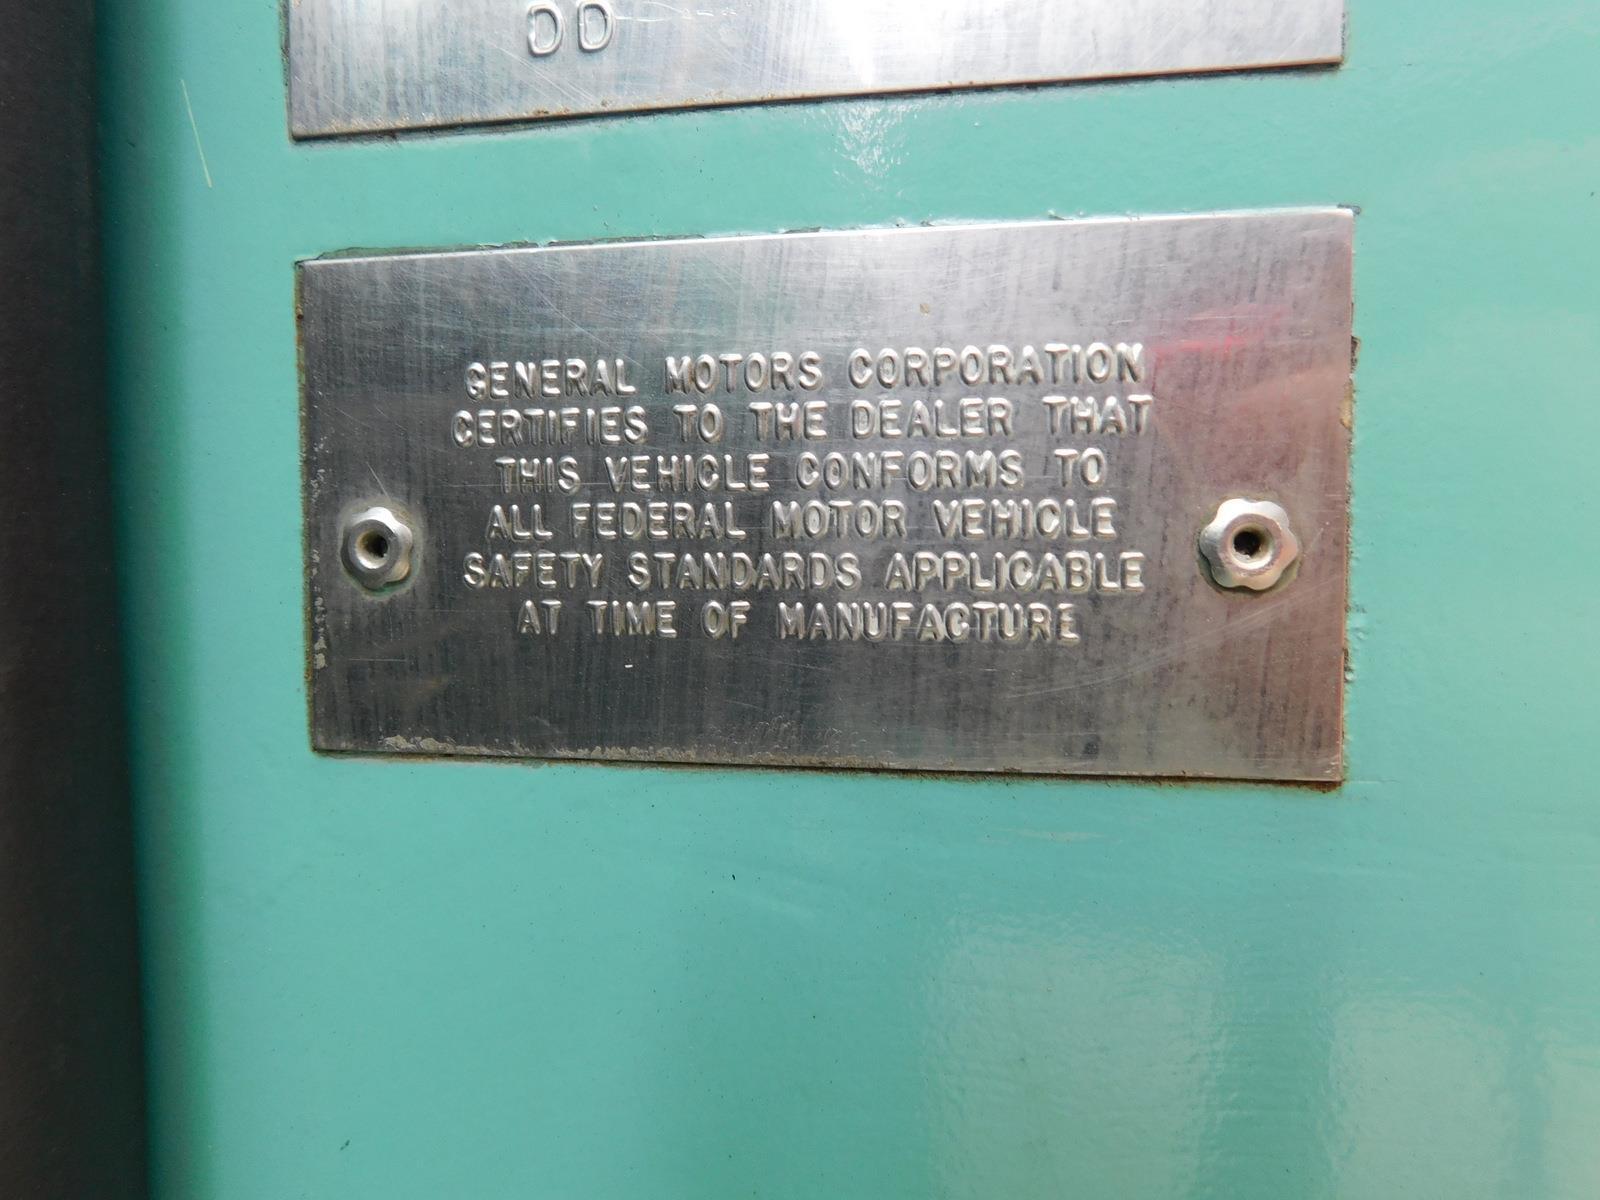 DD
GENERAL MOTORS CORPORATION
CERTIFIES TO THE DEALER THAT
THIS VEHICLE CONFORMS TO
ALL FEDERAL MOTOR VEHICLE
SAFETY STANDARDS APPLICABLE
AT TIME OF MANUFACTURE